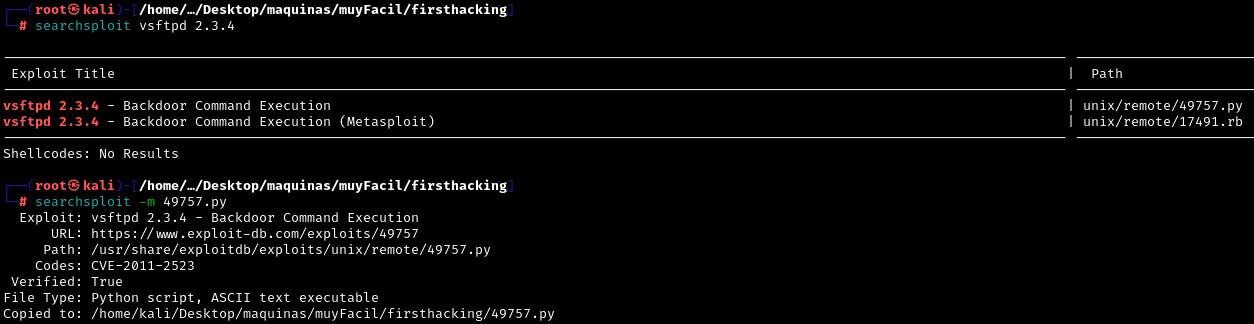 ┌──(root㉿kali)-[/home/…/Desktop/maquinas/muyFacil/firsthacking]
└─# searchsploit vsftpd 2.3.4
Exploit Title | Path
vsftpd 2.3.4 - Backdoor Command Execution | unix/remote/49757.py
vsftpd 2.3.4 - Backdoor Command Execution (Metasploit) | unix/remote/17491.rb
Shellcodes: No Results
┌──(root㉿kali)-[/home/…/Desktop/maquinas/muyFacil/firsthacking]
└─# searchsploit -m 49757.py
Exploit: vsftpd 2.3.4 - Backdoor Command Execution
URL: https://www.exploit-db.com/exploits/49757
Path: /usr/share/exploitdb/exploits/unix/remote/49757.py
Codes: CVE-2011-2523
Verified: True
File Type: Python script, ASCII text executable
Copied to: /home/kali/Desktop/maquinas/muyFacil/firsthacking/49757.py